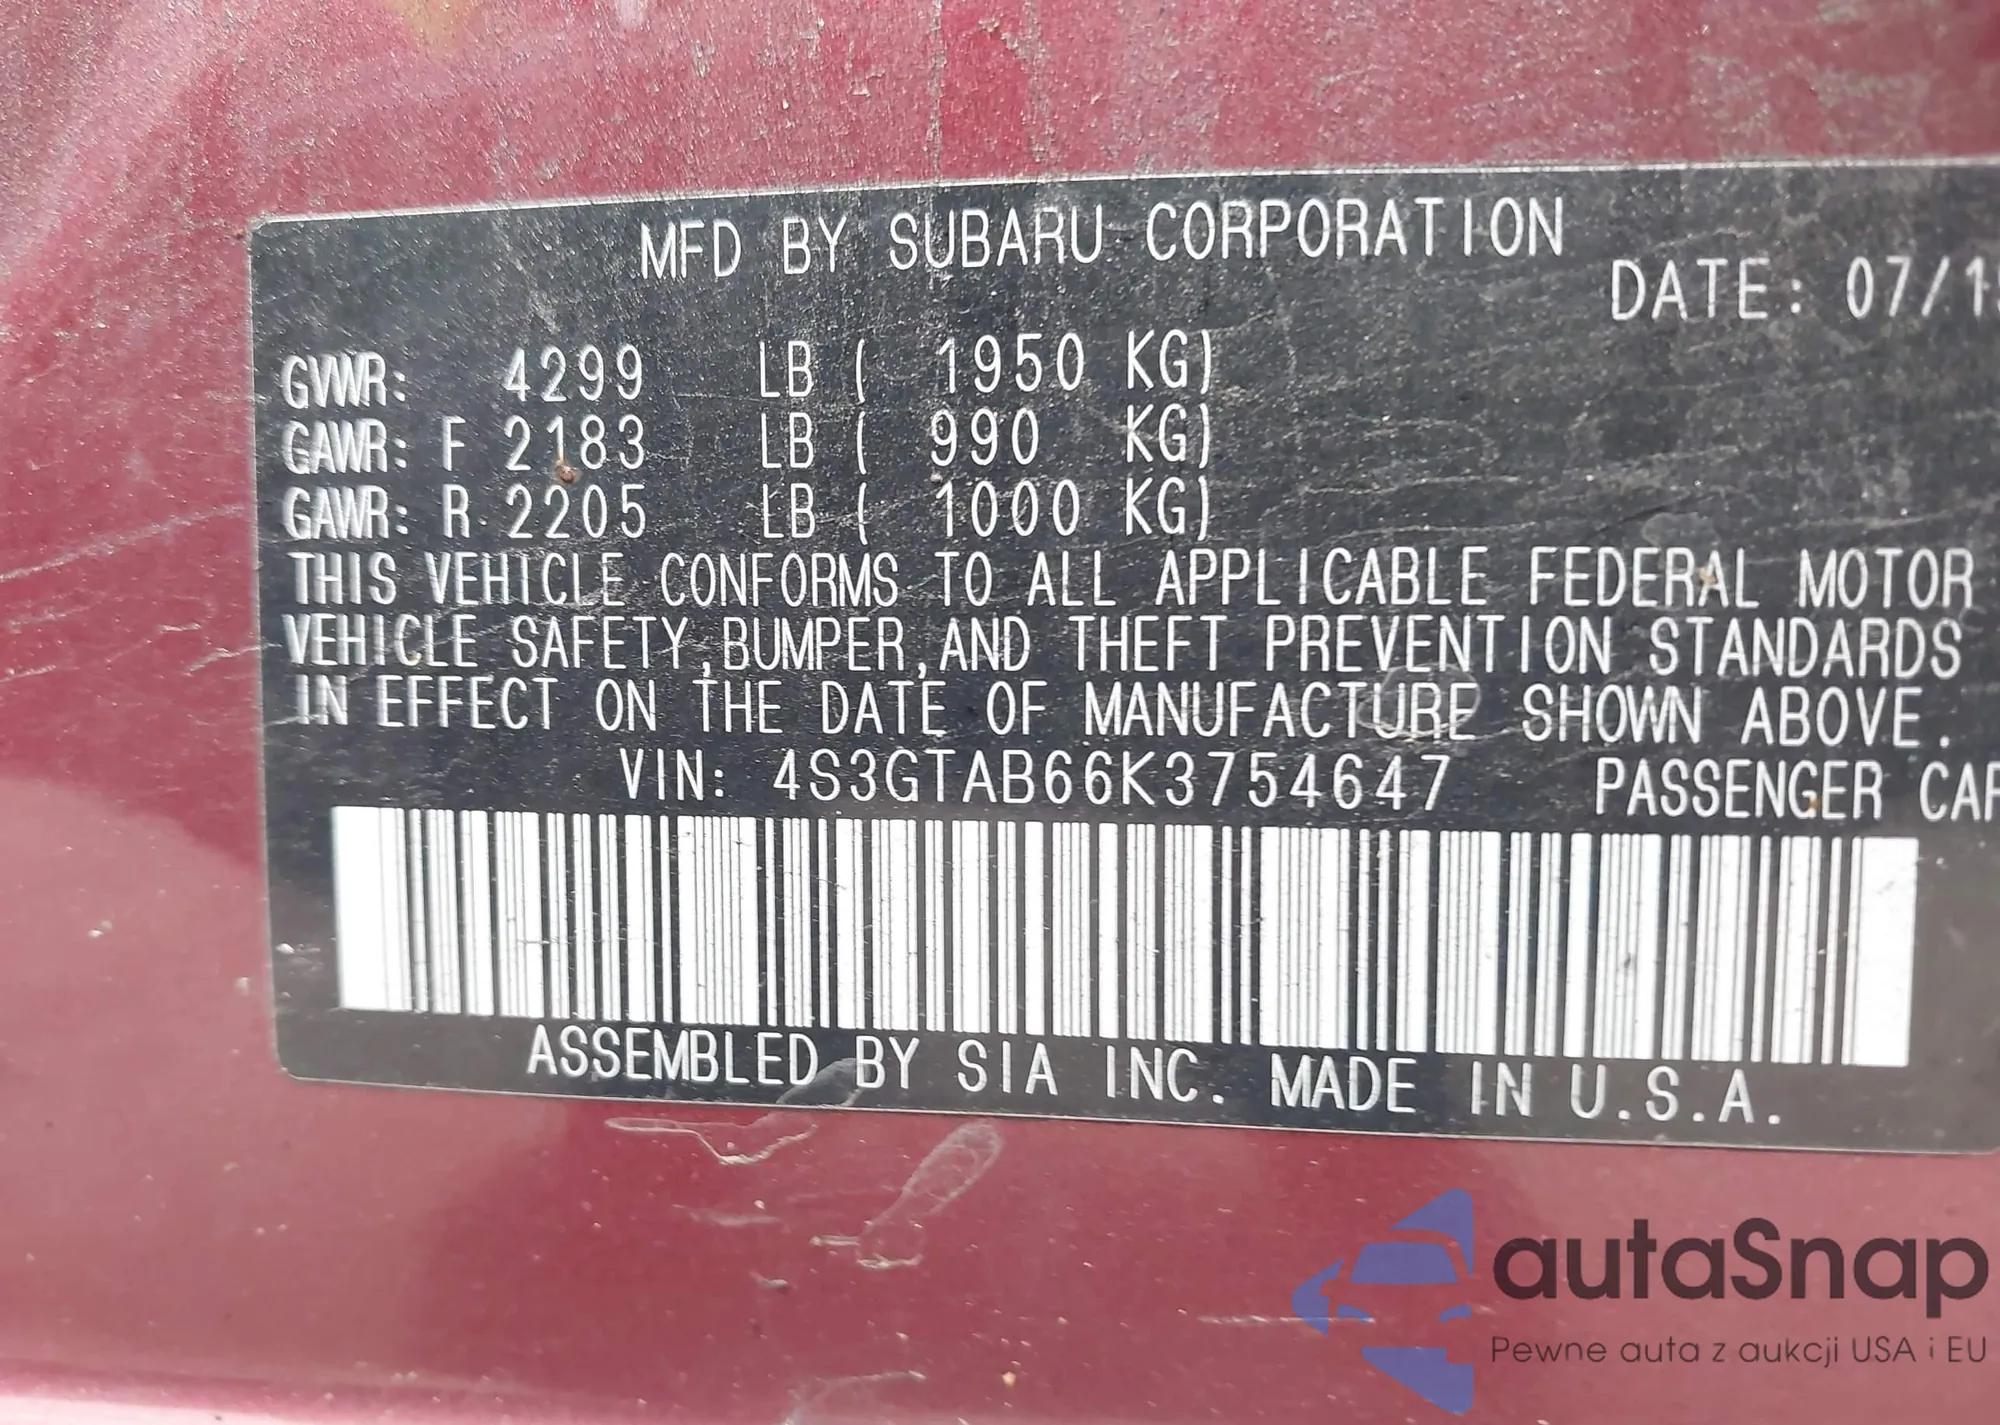 MFD BY SUBARU CORPORATION
DATE: 07/1
GVWR: 4299 LB ( 1950 KG)
GAWR: F 2183 LB ( 990 KG)
GAWR: R 2205 LB ( 1000 KG)
THIS VEHICLE CONFORMS TO ALL APPLICABLE FEDERAL MOTOR
VEHICLE SAFETY,BUMPER,AND THEFT PREVENTION STANDARDS
IN EFFECT ON THE DATE OF MANUFACTURE SHOWN ABOVE.
VIN: 4S3GTAB66K3754647 PASSENGER CAR
ASSEMBLED BY SIA INC. MADE IN U.S.A.
autaSnap
Pewne auta z aukcji USA i EU